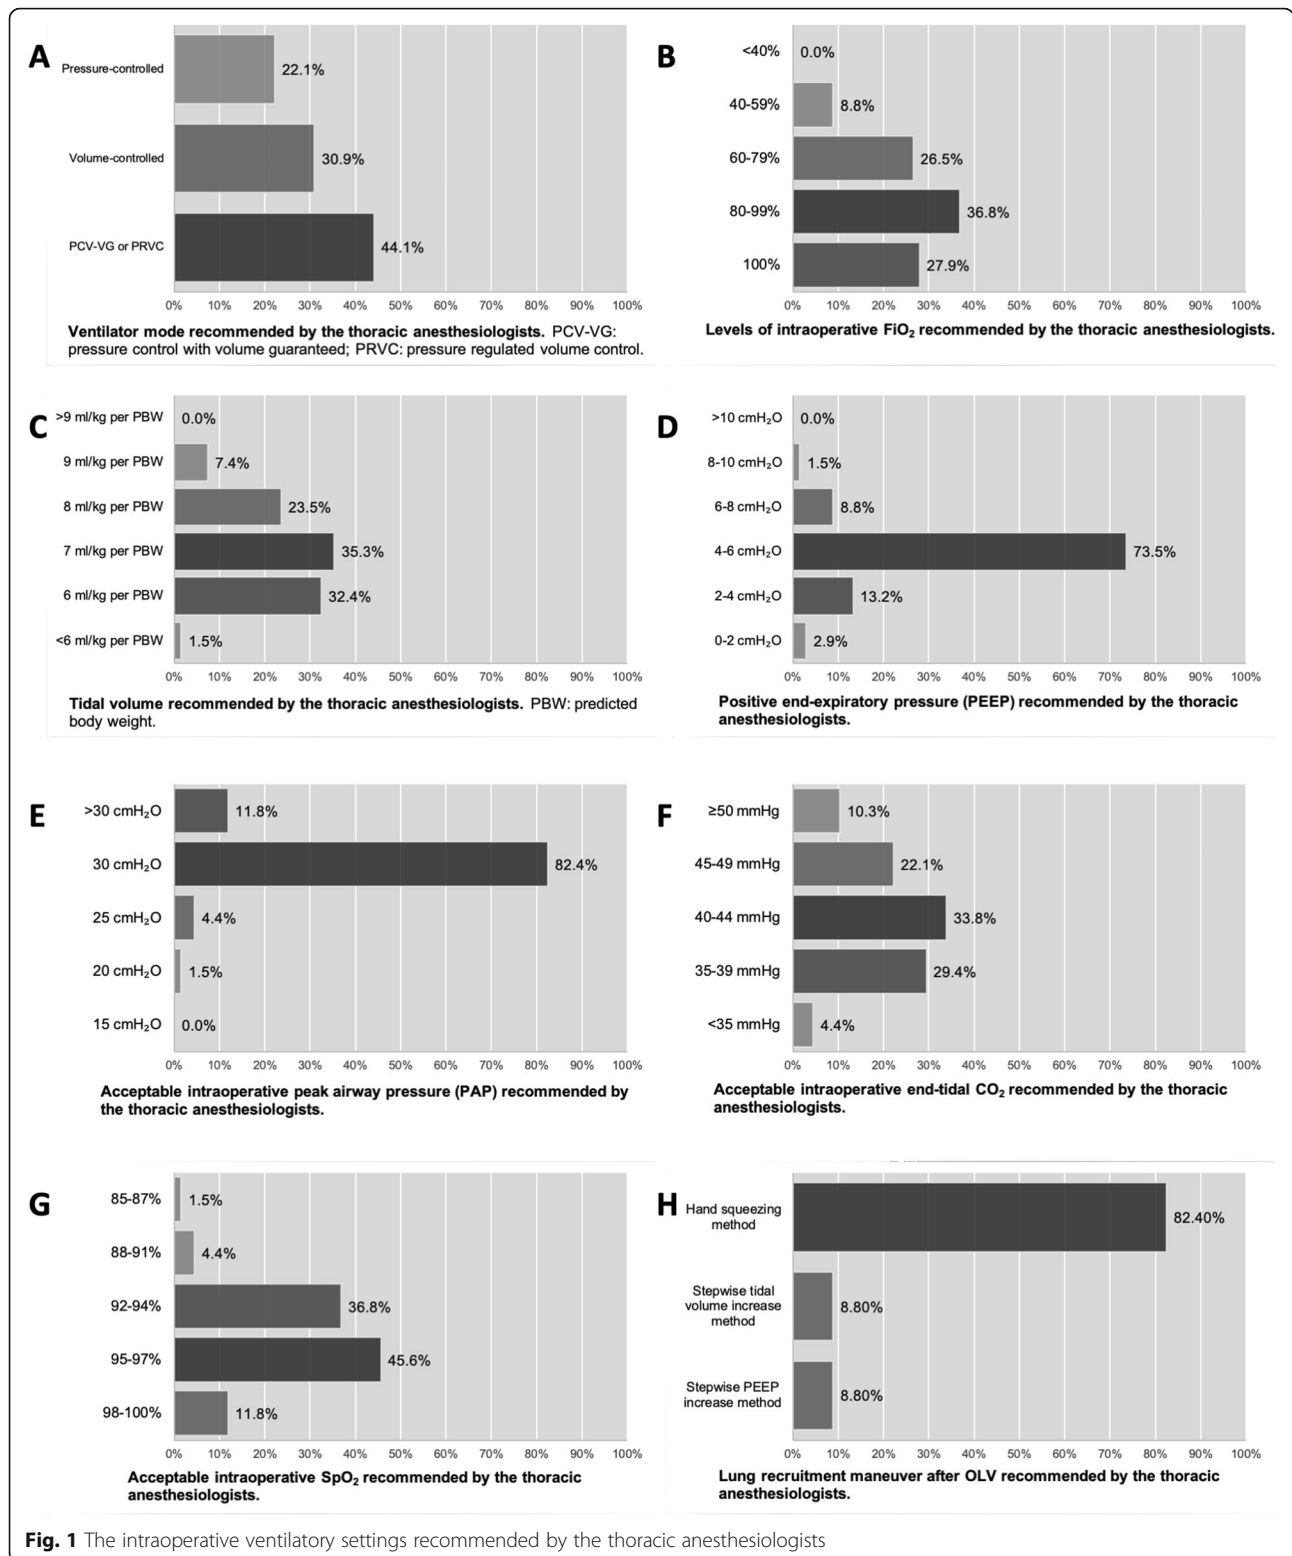 A
Pressure-controlled
22.1%
Volume-controlled
30.9%
PCV-VG or PRVC
44.1%
0% 10% 20% 30% 40% 50% 60% 70% 80% 90% 100%
Ventilator mode recommended by the thoracic anesthesiologists. PCV-VG:
pressure control with volume guaranteed; PRVC: pressure regulated volume control.
B
<40% 0.0%
40-59% 8.8%
60-79% 26.5%
80-99% 36.8%
100% 27.9%
0% 10% 20% 30% 40% 50% 60% 70% 80% 90% 100%
Levels of intraoperative FiO₂ recommended by the thoracic anesthesiologists.
C
>9 ml/kg per PBW 0.0%
9 ml/kg per PBW 7.4%
8 ml/kg per PBW 23.5%
7 ml/kg per PBW 35.3%
6 ml/kg per PBW 32.4%
<6 ml/kg per PBW 1.5%
0% 10% 20% 30% 40% 50% 60% 70% 80% 90% 100%
Tidal volume recommended by the thoracic anesthesiologists. PBW: predicted
body weight.
D
>10 cmH₂O 0.0%
8-10 cmH₂O 1.5%
6-8 cmH₂O 8.8%
4-6 cmH₂O 73.5%
2-4 cmH₂O 13.2%
0-2 cmH₂O 2.9%
0% 10% 20% 30% 40% 50% 60% 70% 80% 90% 100%
Positive end-expiratory pressure (PEEP) recommended by the thoracic
anesthesiologists.
E
>30 cmH₂O 11.8%
30 cmH₂O 82.4%
25 cmH₂O 4.4%
20 cmH₂O 1.5%
15 cmH₂O 0.0%
0% 10% 20% 30% 40% 50% 60% 70% 80% 90% 100%
Acceptable intraoperative peak airway pressure (PAP) recommended by
the thoracic anesthesiologists.
F
≥50 mmHg 10.3%
45-49 mmHg 22.1%
40-44 mmHg 33.8%
35-39 mmHg 29.4%
<35 mmHg 4.4%
0% 10% 20% 30% 40% 50% 60% 70% 80% 90% 100%
Acceptable intraoperative end-tidal CO₂ recommended by the thoracic
anesthesiologists.
G
85-87% 1.5%
88-91% 4.4%
92-94% 36.8%
95-97% 45.6%
98-100% 11.8%
0% 10% 20% 30% 40% 50% 60% 70% 80% 90% 100%
Acceptable intraoperative SpO₂ recommended by the thoracic
anesthesiologists.
H
Hand squeezing
method
82.40%
Stepwise tidal
volume increase
method
8.80%
Stepwise PEEP
increase method
8.80%
0% 10% 20% 30% 40% 50% 60% 70% 80% 90% 100%
Lung recruitment maneuver after OLV recommended by the thoracic
anesthesiologists.
Fig. 1 The intraoperative ventilatory settings recommended by the thoracic anesthesiologists